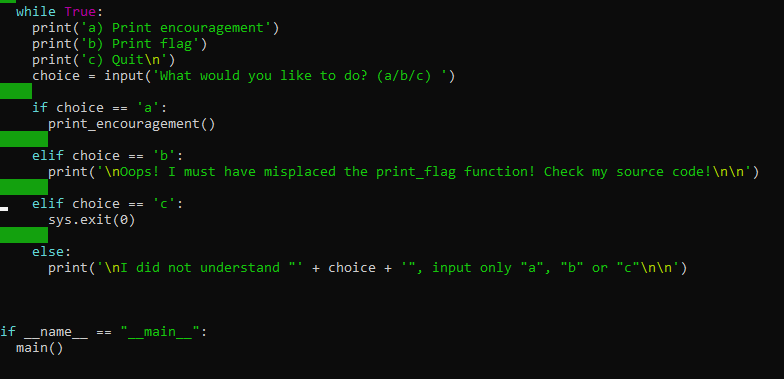 while True:
print('a) Print encouragement')
print('b) Print flag')
print('c) Quit\n')
choice = input('What would you like to do? (a/b/c) ')
if choice == 'a':
print_encouragement()
elif choice == 'b':
print('\nOops! I must have misplaced the print_flag function! Check my source code!\n\n')
elif choice == 'c':
sys.exit(0)
else:
print('\nI did not understand "' + choice + '", input only "a", "b" or "c"\n\n')
if __name__ == "__main__":
main()